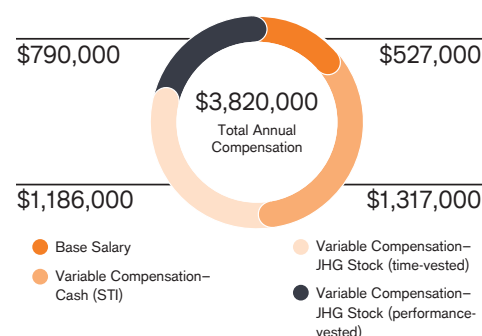 $790,000
$527,000
$3,820,000
Total Annual
Compensation
$1,186,000
$1,317,000
Base Salary
Variable Compensation–
Cash (STI)
Variable Compensation–
JHG Stock (time-vested)
Variable Compensation–
JHG Stock (performance-
vested)